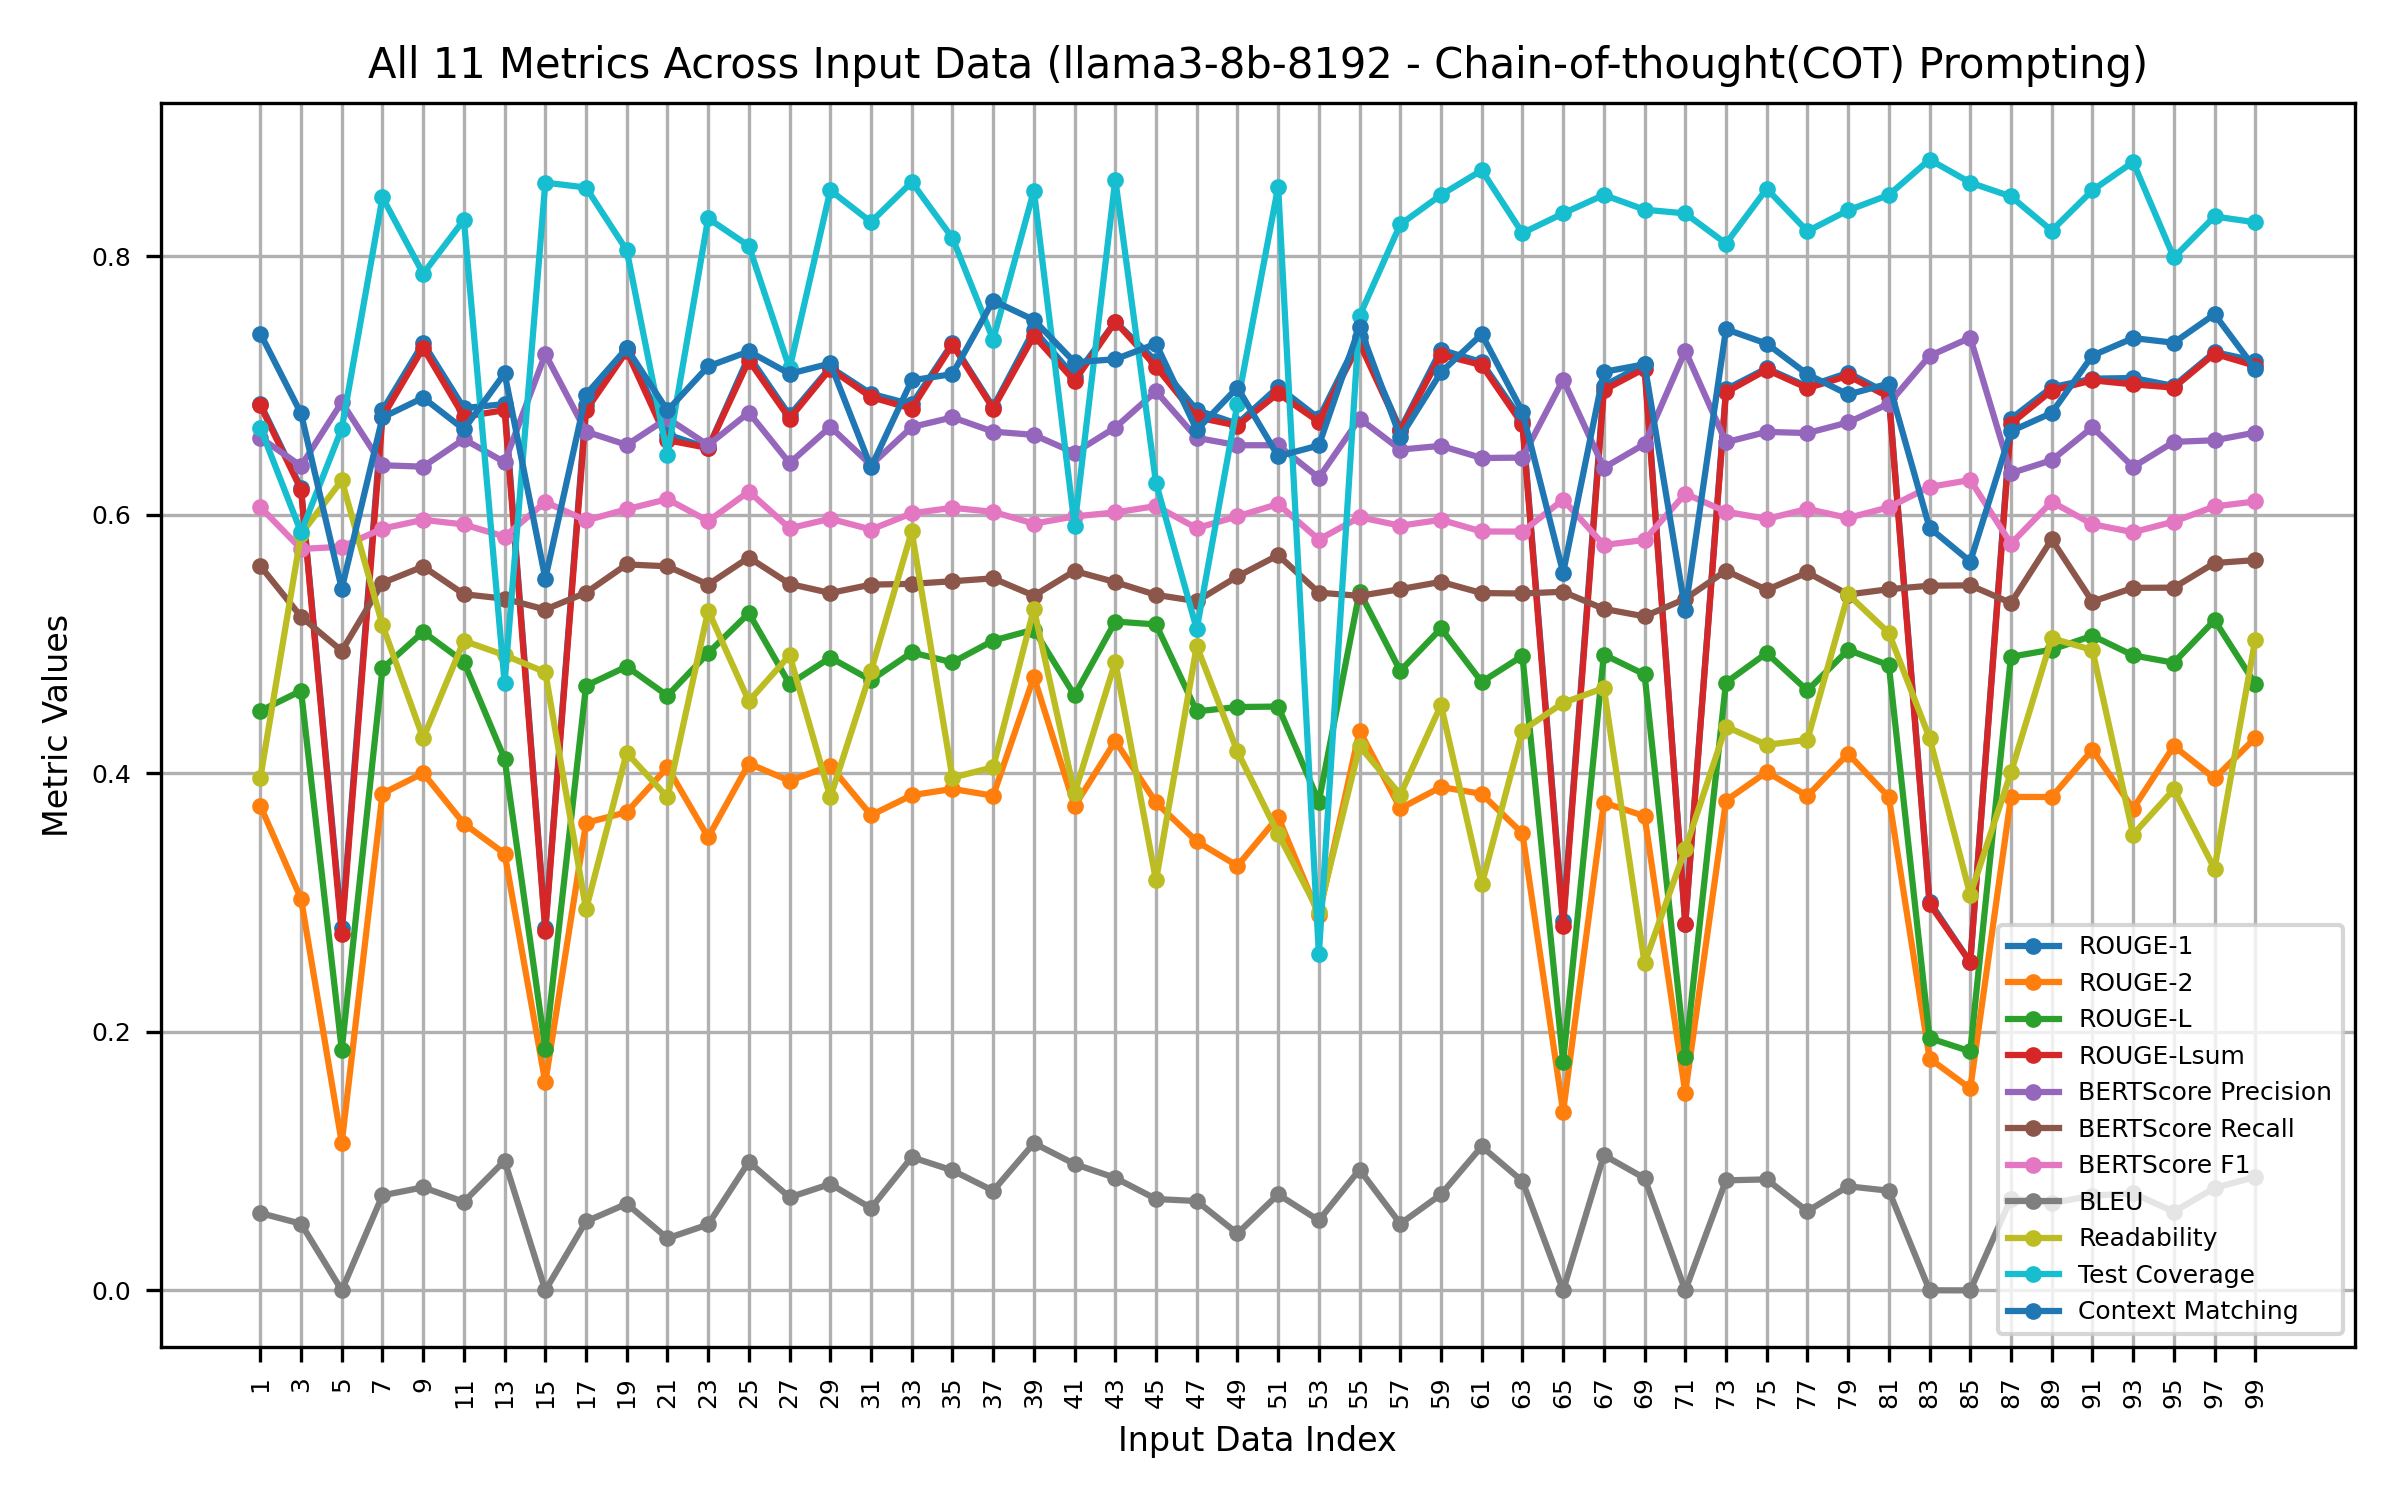 All 11 Metrics Across Input Data (llama3-8b-8192 - Chain-of-thought(COT) Prompting)
Metric Values
0.8
0.6
0.4
0.2
0.0
ROUGE-1
ROUGE-2
ROUGE-L
ROUGE-Lsum
BERTScore Precision
BERTScore Recall
BERTScore F1
BLEU
Readability
Test Coverage
Context Matching
1 3 5 7 9 11 13 15 17 19 21 23 25 27 29 31 33 35 37 39 41 43 45 47 49 51 53 55 57 59 61 63 65 67 69 71 73 75 77 79 81 83 85 87 89 91 93 95 97 99
Input Data Index